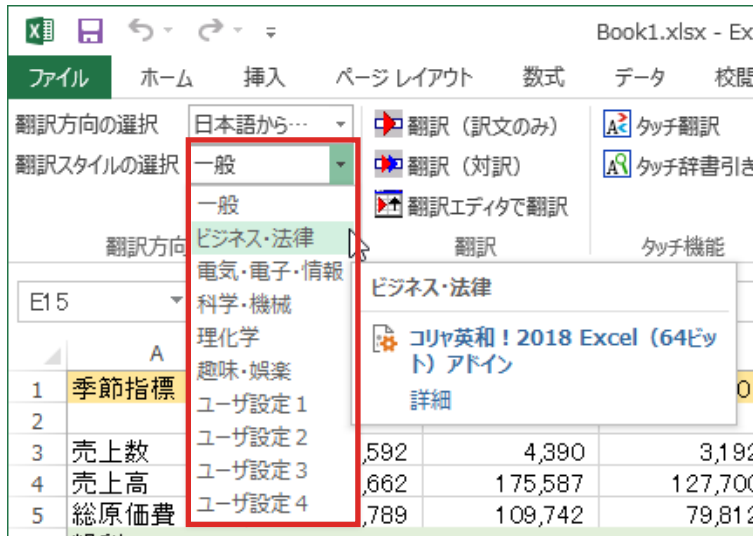 Book1.xlsx - Ex
ファイル ホーム 挿入 ページ レイアウト 数式 データ 校閲
翻訳方向の選択 日本語から… 翻訳 (訳文のみ) タッチ翻訳
翻訳スタイルの選択 一般 翻訳 (対訳) タッチ辞書引き
翻訳エディタで翻訳
翻訳方向 翻訳 タッチ機能
一般
ビジネス・法律
電気・電子・情報
科学・機械
理化学
趣味・娯楽
ユーザ設定1
ユーザ設定2
ユーザ設定3
ユーザ設定4
ビジネス・法律
コリャ英和!2018 Excel (64ビッ
ト) アドイン
詳細
E15
A
1 季節指標 0
2
3 売上数 ,592 4,390 3,192
4 売上高 ,662 175,587 127,700
5 総原価費 ,789 109,742 79,812